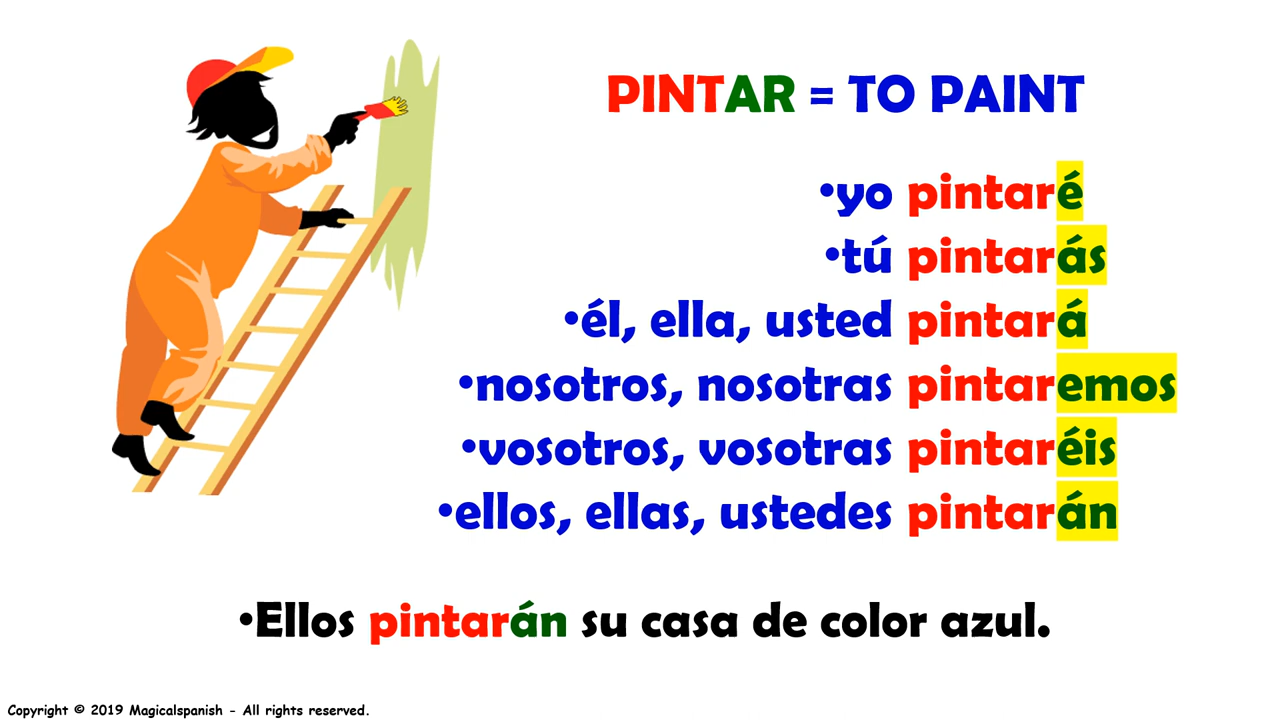 PINTAR = TO PAINT
•yo pintaré
•tú pintarás
•él, ella, usted pintará
•nosotros, nosotras pintaremos
•vosotros, vosotras pintaréis
•ellos, ellas, ustedes pintarán
•Ellos pintarán su casa de color azul.
Copyright © 2019 Magicalspanish - All rights reserved.